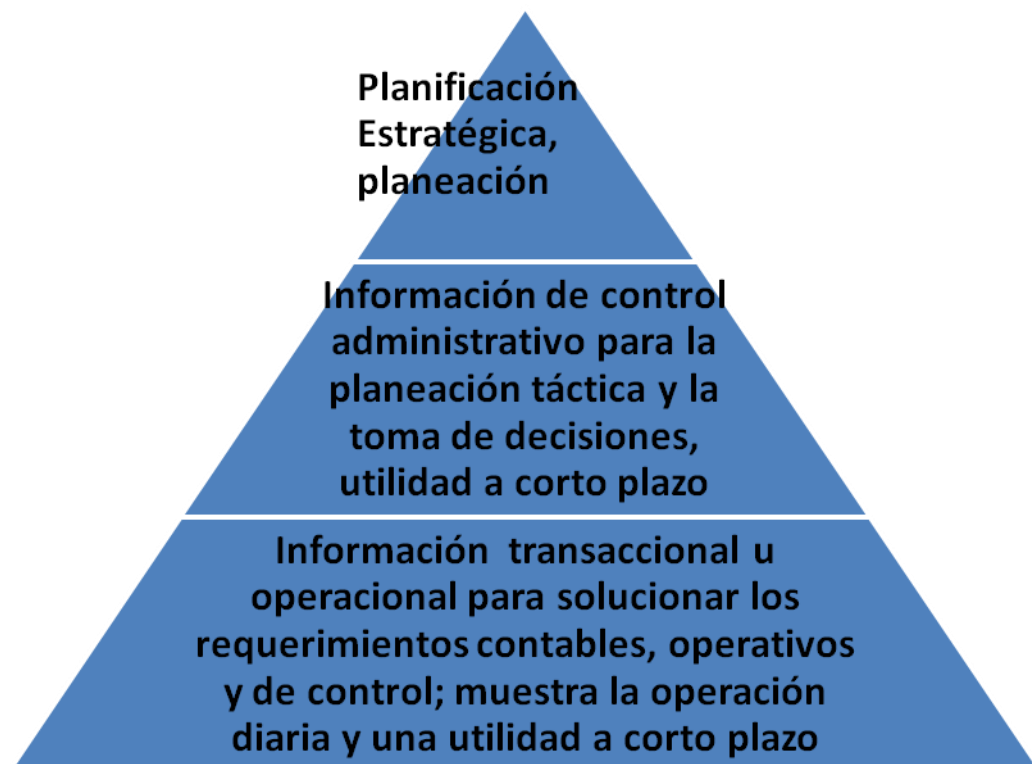 Planificación
Estratégica,
planeación
Información de control
administrativo para la
planeación táctica y la
toma de decisiones,
utilidad a corto plazo
Información transaccional u
operacional para solucionar los
requerimientos contables, operativos
y de control; muestra la operación
diaria y una utilidad a corto plazo